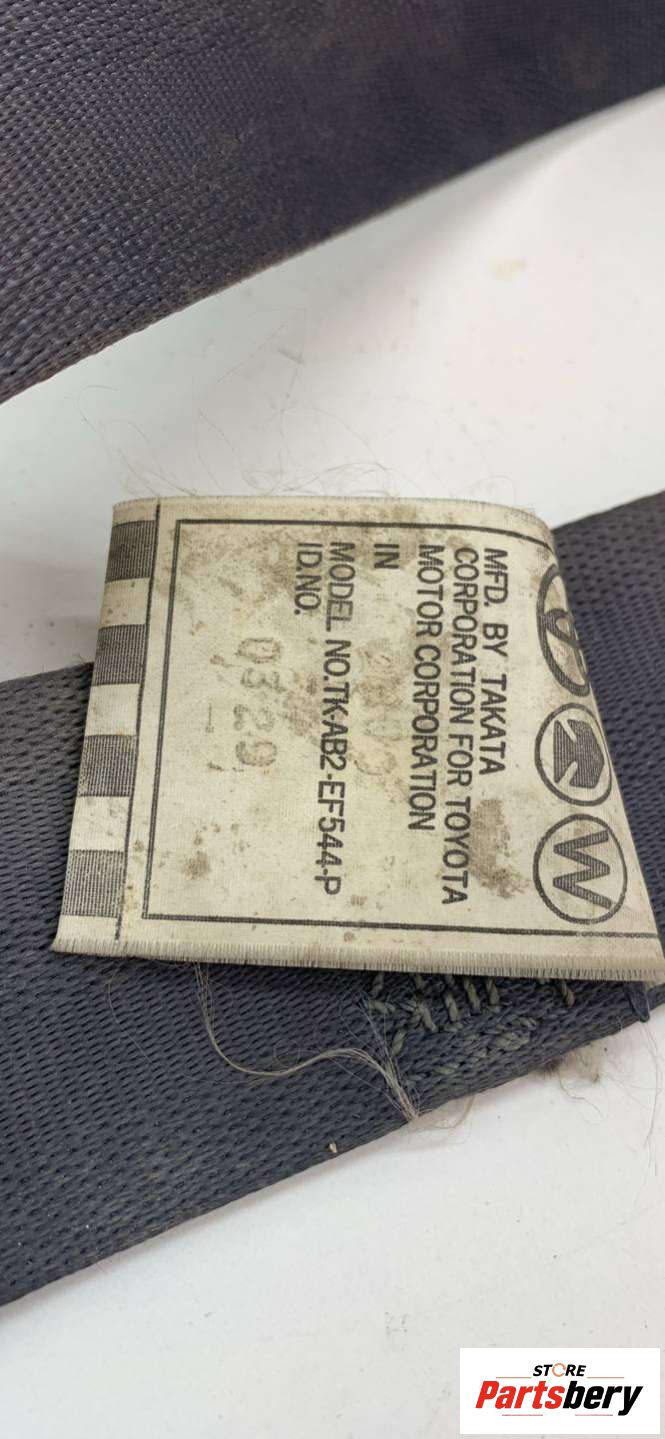 MFD. BY TAKATA
CORPORATION FOR TOYOTA
MOTOR CORPORATION
IN
MODEL NO.TK-AB2-EF544-P
ID.NO.
0329
W
STORE
Partsbery